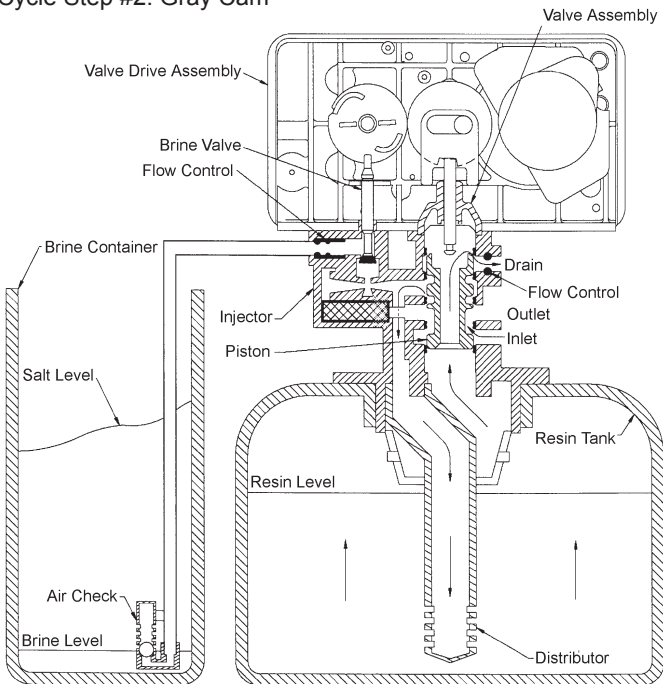 Cycle Step #2: Gray Cam
Valve Assembly
Valve Drive Assembly
Brine Valve
Flow Control
Brine Container
Drain
Flow Control
Injector
Outlet
Inlet
Piston
Salt Level
Resin Tank
Resin Level
Air Check
Brine Level
Distributor